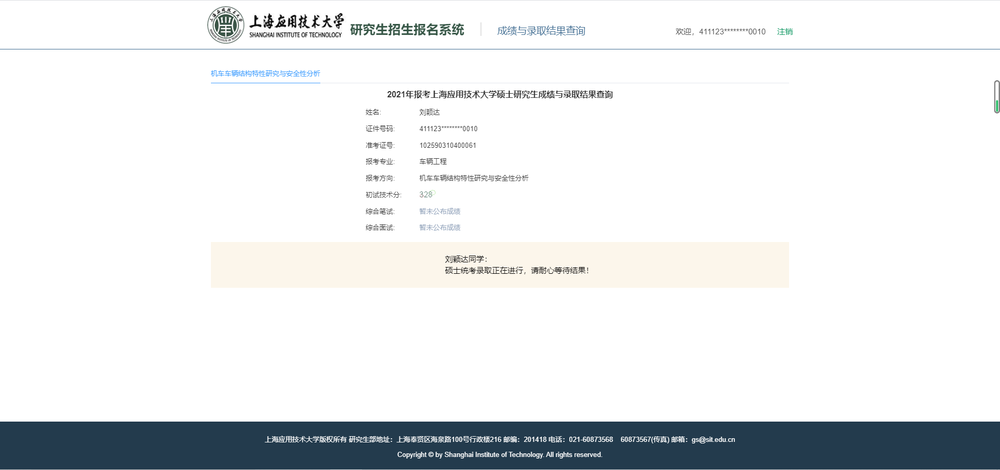 上海应用技术大学
SHANGHAI INSTITUTE OF TECHNOLOGY
研究生招生报名系统 | 成绩与录取结果查询
欢迎，411123********0010 注销
机车车辆结构特性研究与安全性分析
2021年报考上海应用技术大学硕士研究生成绩与录取结果查询
姓名: 刘颖达
证件号码: 411123********0010
准考证号: 102590310400061
报考专业: 车辆工程
报考方向: 机车车辆结构特性研究与安全性分析
初试技术分: 328
综合笔试: 暂未公布成绩
综合面试: 暂未公布成绩
刘颖达同学：
硕士统考录取正在进行，请耐心等待结果！
上海应用技术大学版权所有 研究生部地址：上海奉贤区海泉路100号行政楼216 邮编：201418 电话：021-60873568 60873567(传真) 邮箱：gs@sit.edu.cn
Copyright © by Shanghai Institute of Technology. All rights reserved.